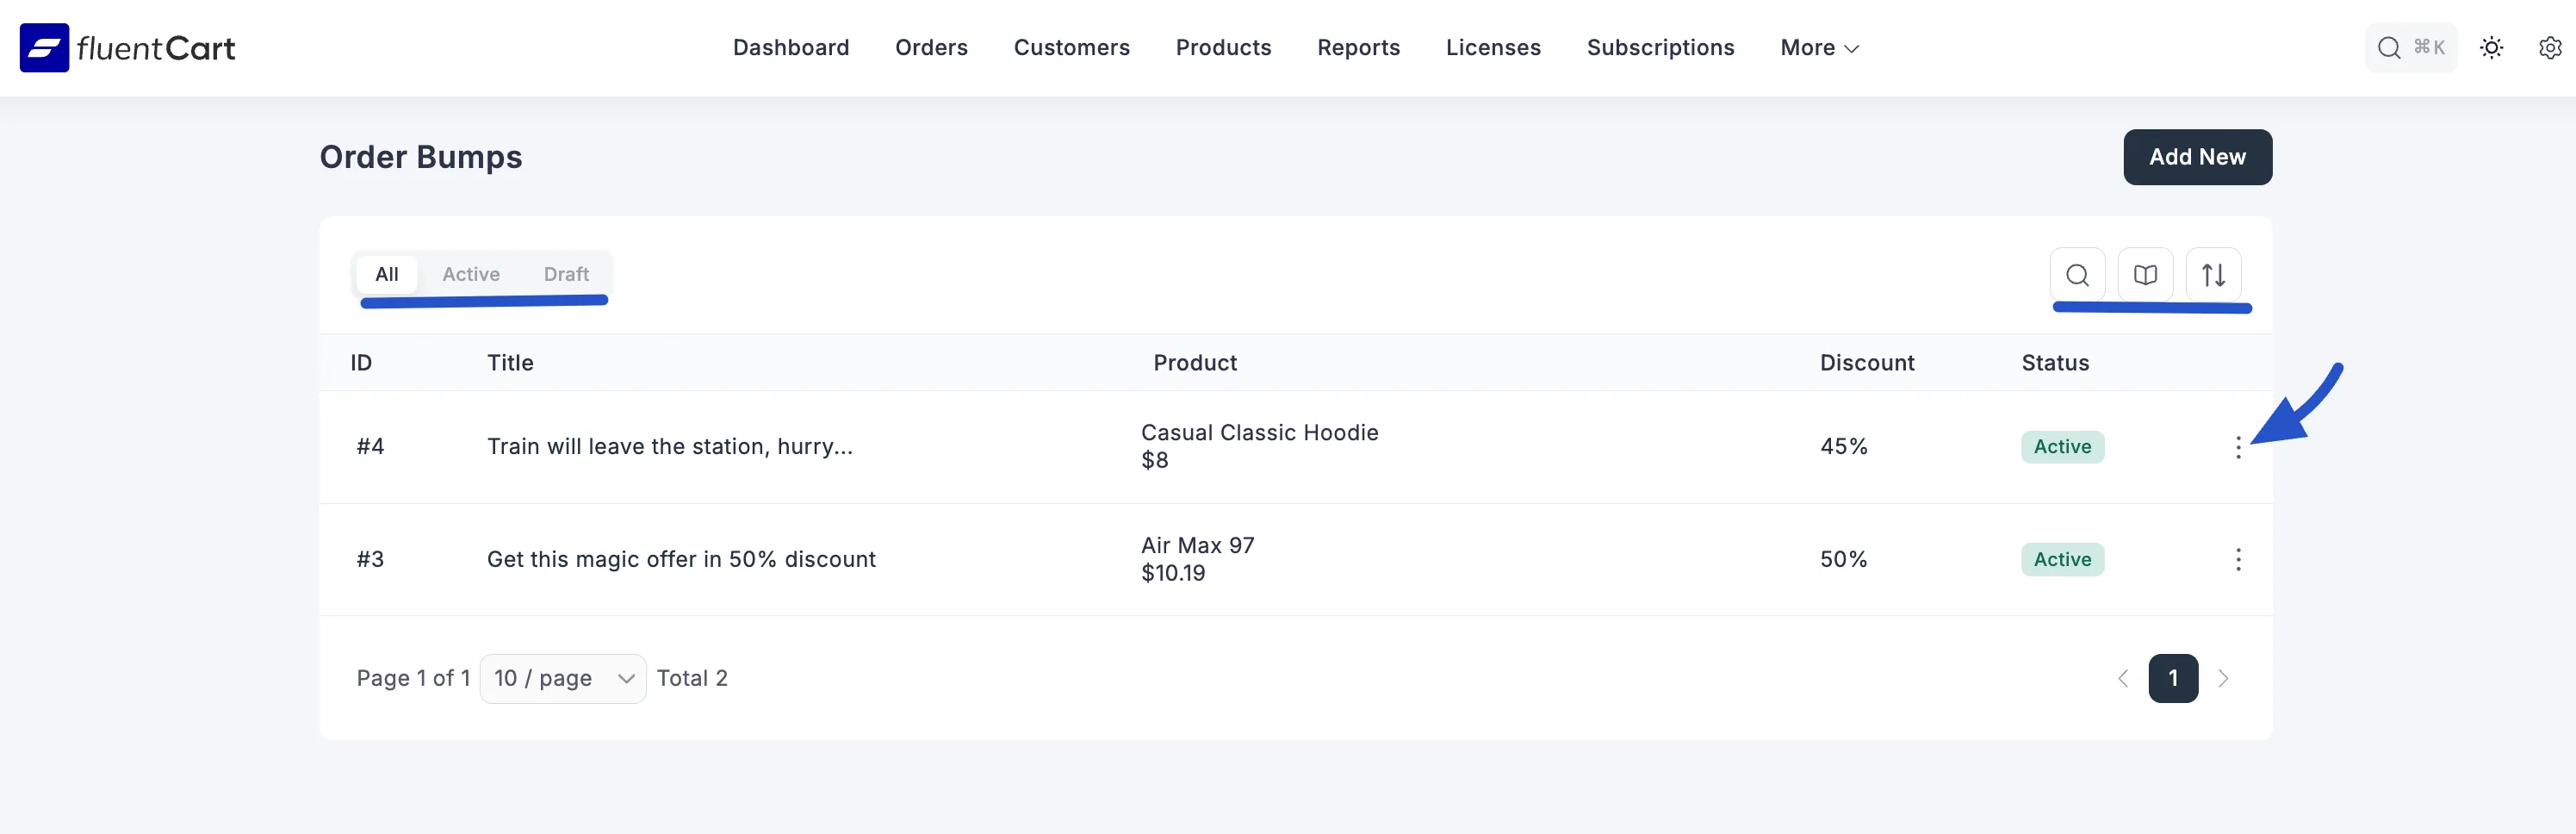 fluentCart
Dashboard Orders Customers Products Reports Licenses Subscriptions More
⌘K
Order Bumps
Add New
All Active Draft
ID Title Product Discount Status
#4 Train will leave the station, hurry... Casual Classic Hoodie 45% Active
$8
#3 Get this magic offer in 50% discount Air Max 97 50% Active
$10.19
Page 1 of 1 10 / page Total 2 1